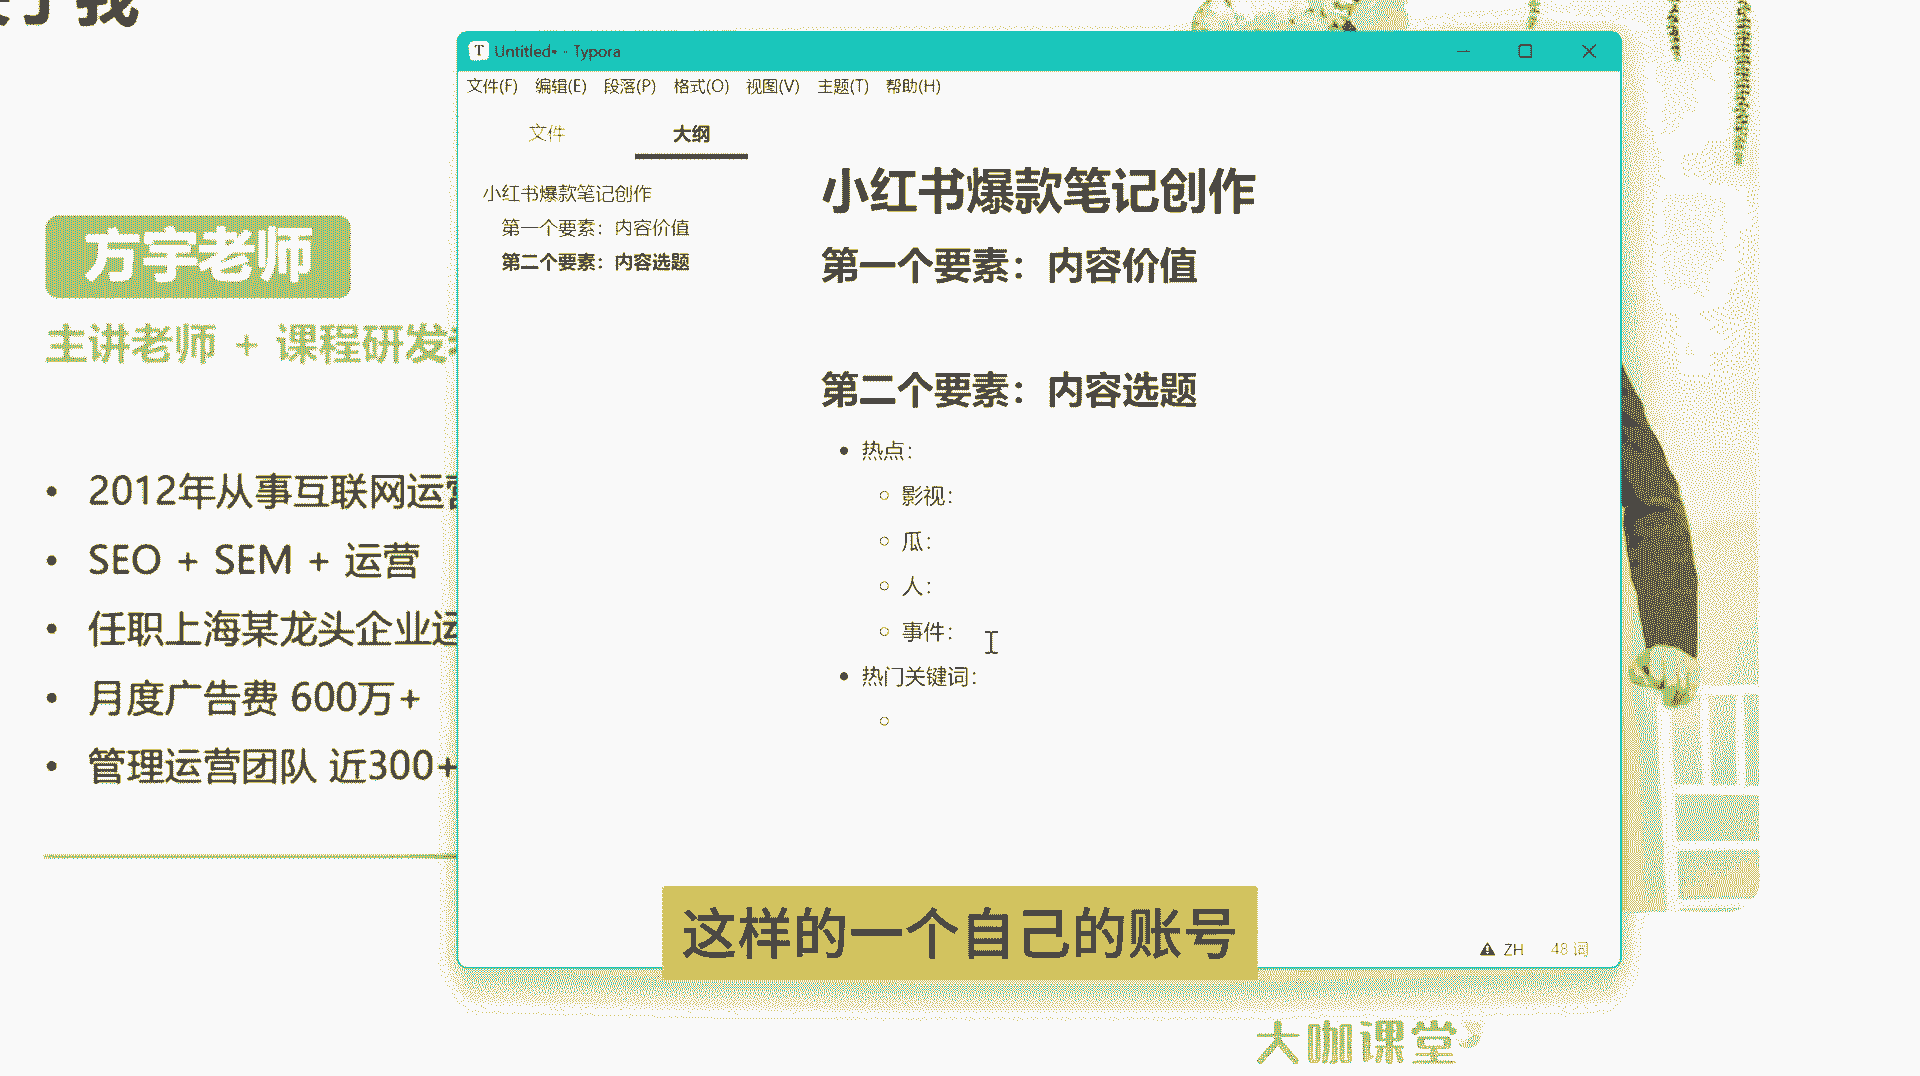 我
方宇老师
主讲老师 + 课程研发
• 2012年从事互联网运营
• SEO + SEM + 运营
• 任职上海某龙头企业运
• 月度广告费 600万+
• 管理运营团队 近300+
Untitled• - Typora
文件(F) 编辑(E) 段落(P) 格式(O) 视图(V) 主题(T) 帮助(H)
文件 大纲
小红书爆款笔记创作
第一个要素：内容价值
第二个要素：内容选题
小红书爆款笔记创作
第一个要素：内容价值
第二个要素：内容选题
• 热点：
○ 影视：
○ 瓜：
○ 人：
○ 事件：
• 热门关键词：
○
ZH 48 词
这样的一个自己的账号
大咖课堂